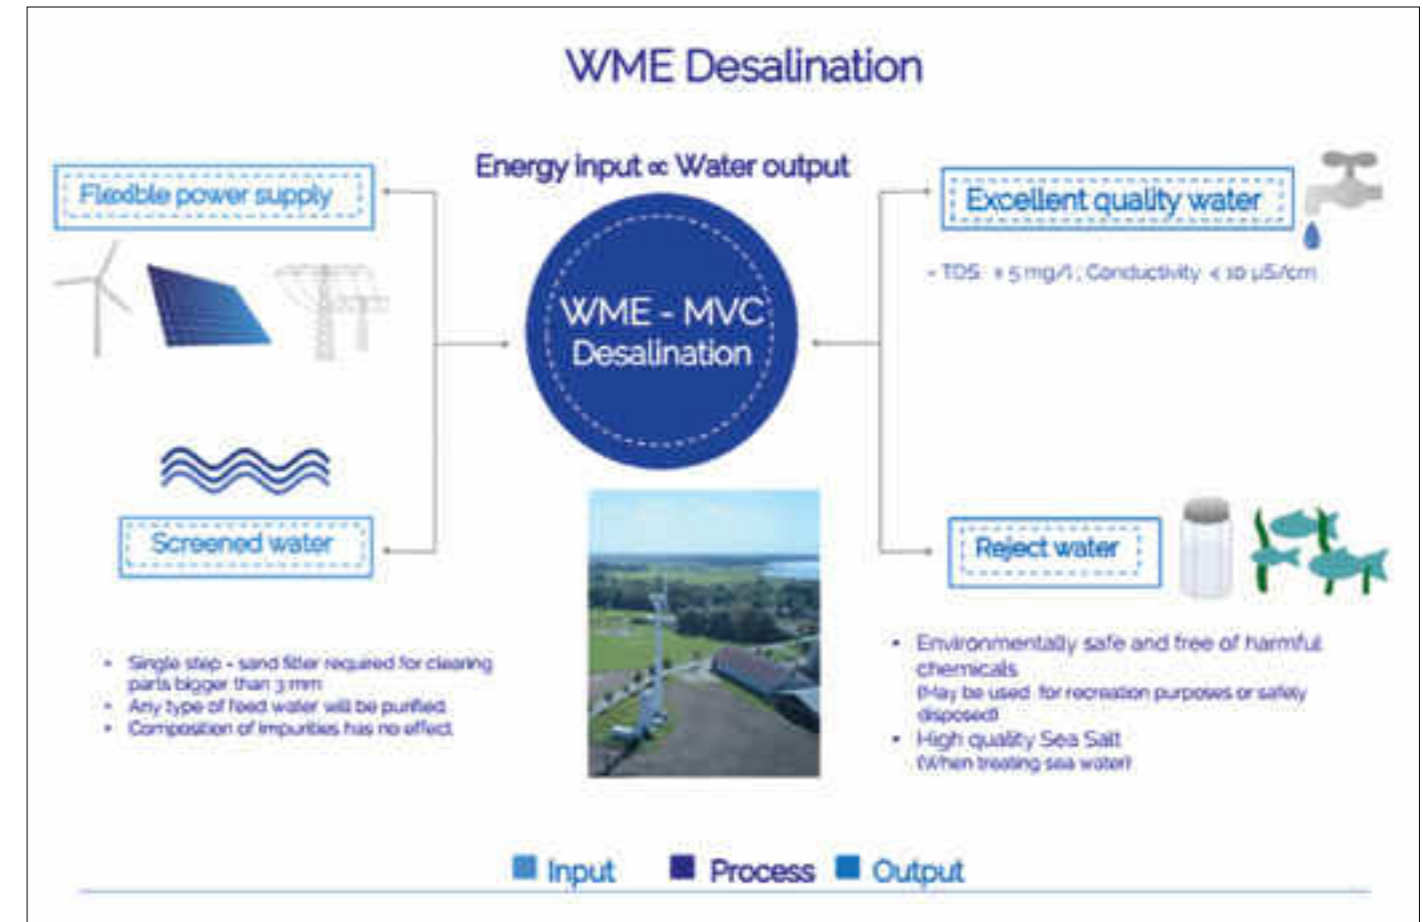 WME Desalination
Energy input ∝ Water output
Flexible power supply
WME - MVC
Desalination
Excellent quality water
TDS 5 mg/l ; Conductivity < 10 µS/cm
Screened water
• Single step - sand filter required for clearing
parts bigger than 3 mm
• Any type of feed water will be purified
• Composition of impurities has no effect
Reject water
• Environmentally safe and free of harmful
chemicals
(May be used for recreation purposes or safely
disposed)
• High quality Sea Salt
(When treating sea water)
Input
Process
Output